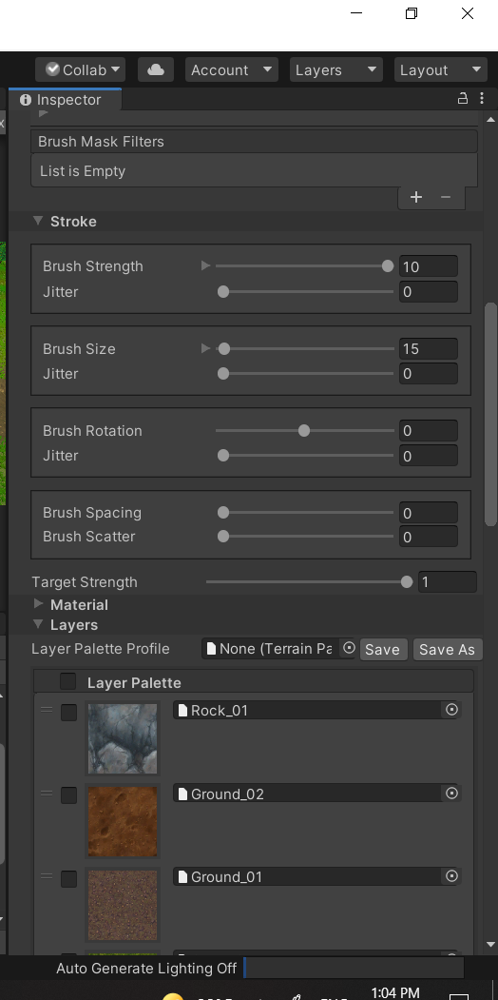 Collab Account Layers Layout
Inspector
Brush Mask Filters
List is Empty
Stroke
Brush Strength 10
Jitter 0
Brush Size 15
Jitter 0
Brush Rotation 0
Jitter 0
Brush Spacing 0
Brush Scatter 0
Target Strength 1
Material
Layers
Layer Palette Profile None (Terrain Pa Save Save As
Layer Palette
Rock_01
Ground_02
Ground_01
Auto Generate Lighting Off
1:04 PM